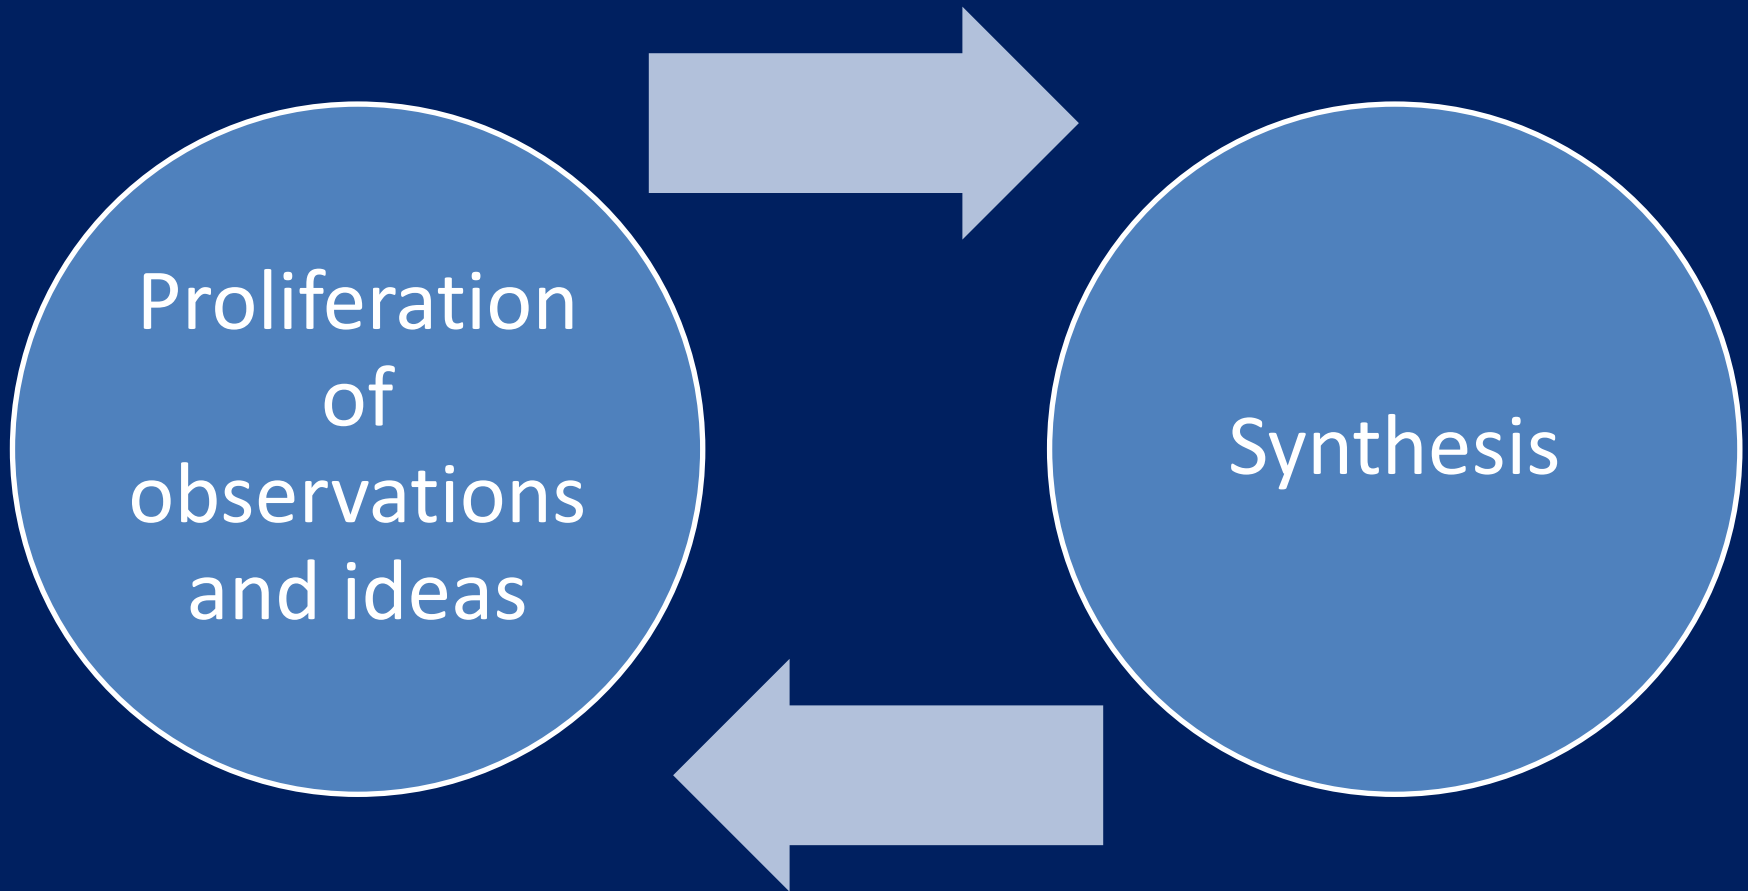 Proliferation
of
observations
and ideas
Synthesis